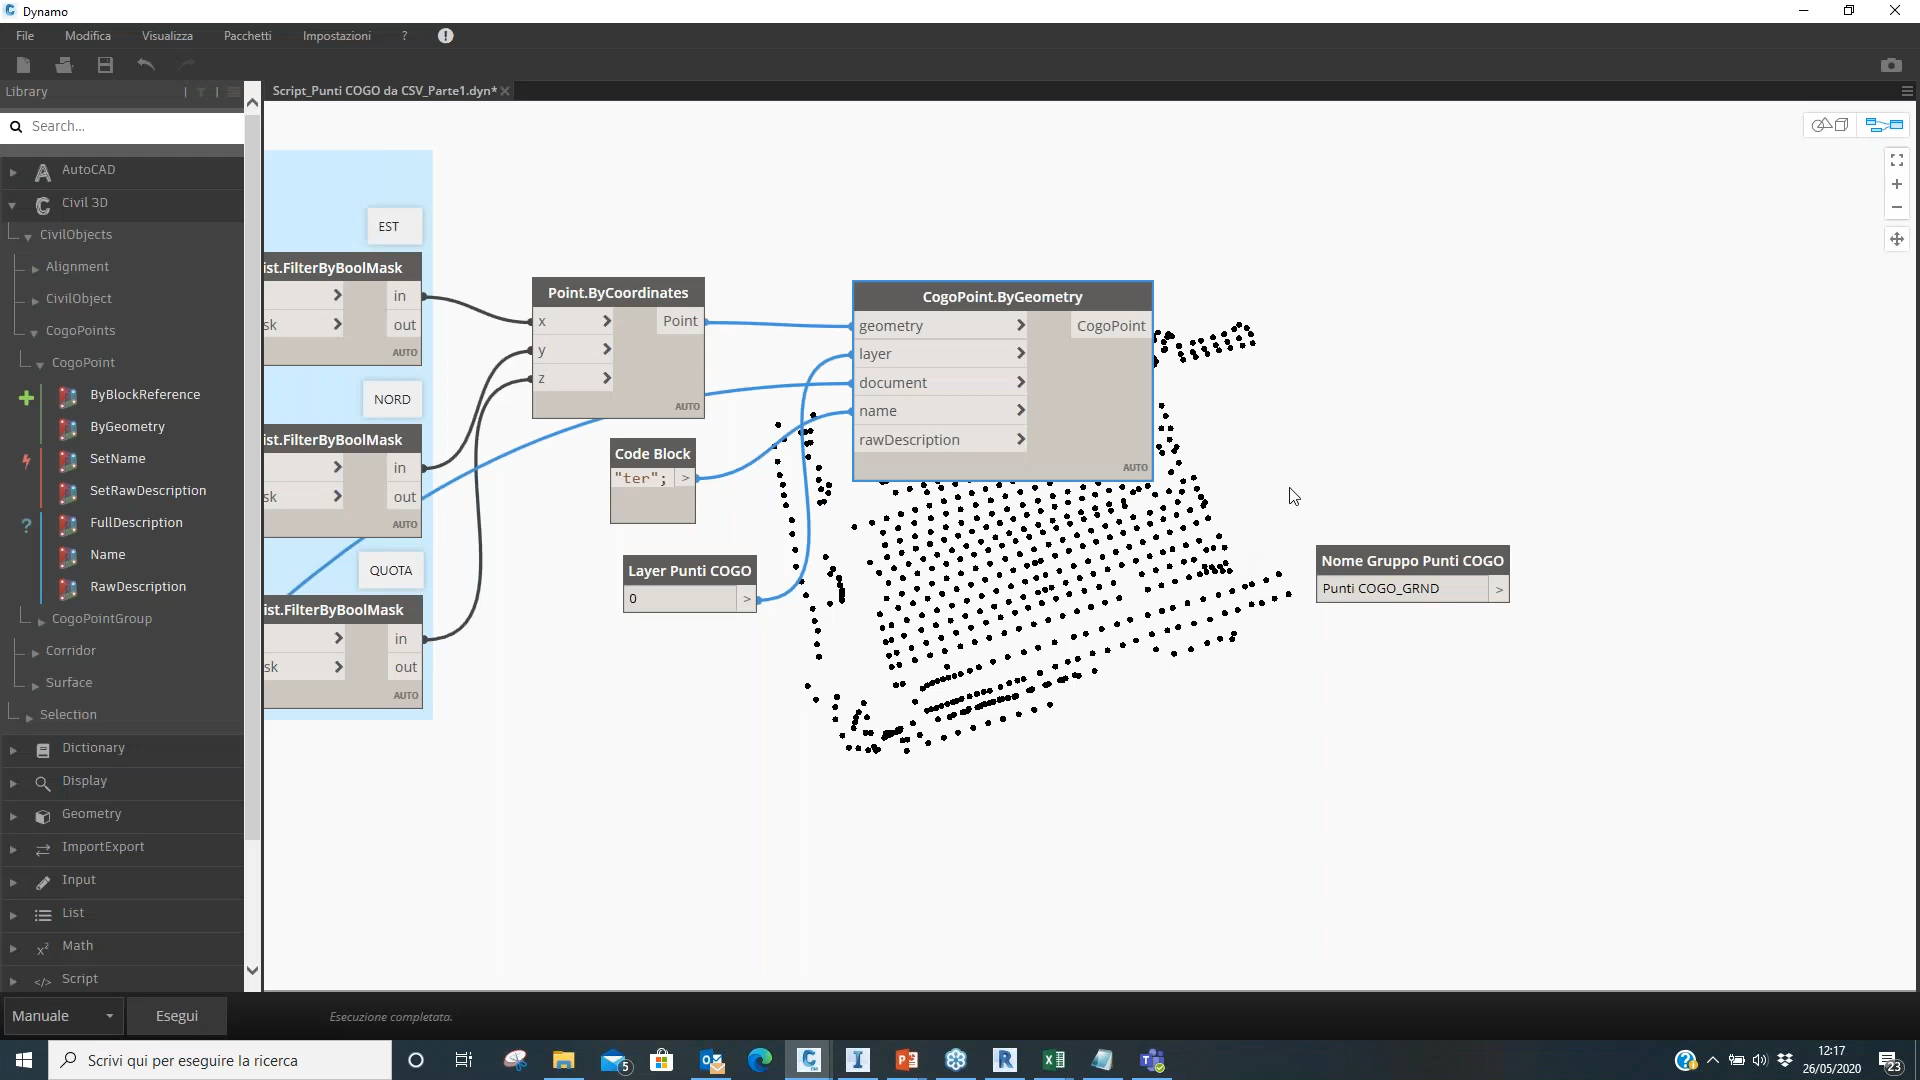 Dynamo
File Modifica Visualizza Pacchetti Impostazioni ?
Library
Script_Punti COGO da CSV_Parte1.dyn*
Search...
AutoCAD
Civil 3D
CivilObjects
Alignment
CivilObject
CogoPoints
CogoPoint
ByBlockReference
ByGeometry
SetName
SetRawDescription
FullDescription
Name
RawDescription
CogoPointGroup
Corridor
Surface
Selection
Dictionary
Display
Geometry
ImportExport
Input
List
Math
Script
EST
ist.FilterByBoolMask
in
sk
out
AUTO
NORD
ist.FilterByBoolMask
in
sk
out
AUTO
QUOTA
ist.FilterByBoolMask
in
sk
out
AUTO
Point.ByCoordinates
x Point
y
z
AUTO
Code Block
"ter"; >
Layer Punti COGO
0 >
CogoPoint.ByGeometry
geometry CogoPoint
layer
document
name
rawDescription
AUTO
Nome Gruppo Punti COGO
Punti COGO_GRND >
Manuale Esegui Esecuzione completata.
Scrivi qui per eseguire la ricerca
5
12:17
26/05/2020
23